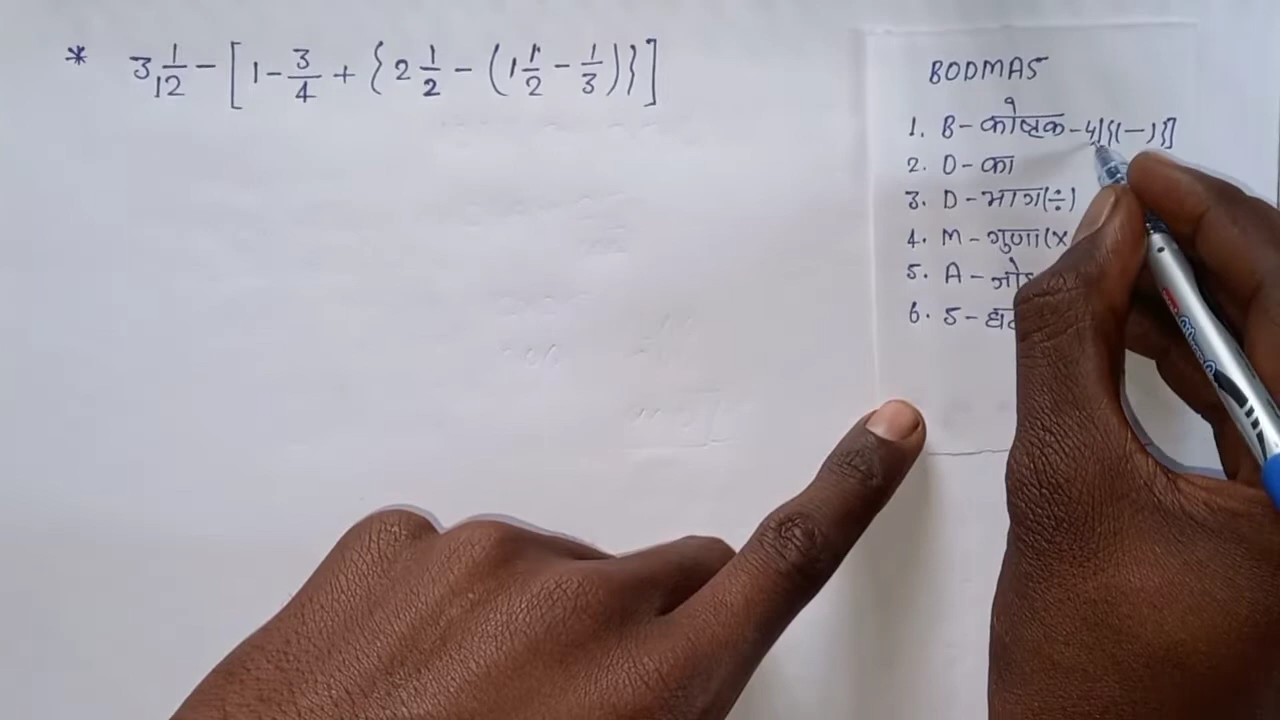 * 3 1/12 - [1 - 3/4 + {2 1/2 - (1 1/2 - 1/3)}]
BODMAS
1. B - कोष्ठक - 4[{(—)}]
2. O - का
3. D - भाग(÷)
4. M - गुणा(x
5. A -
6. S -